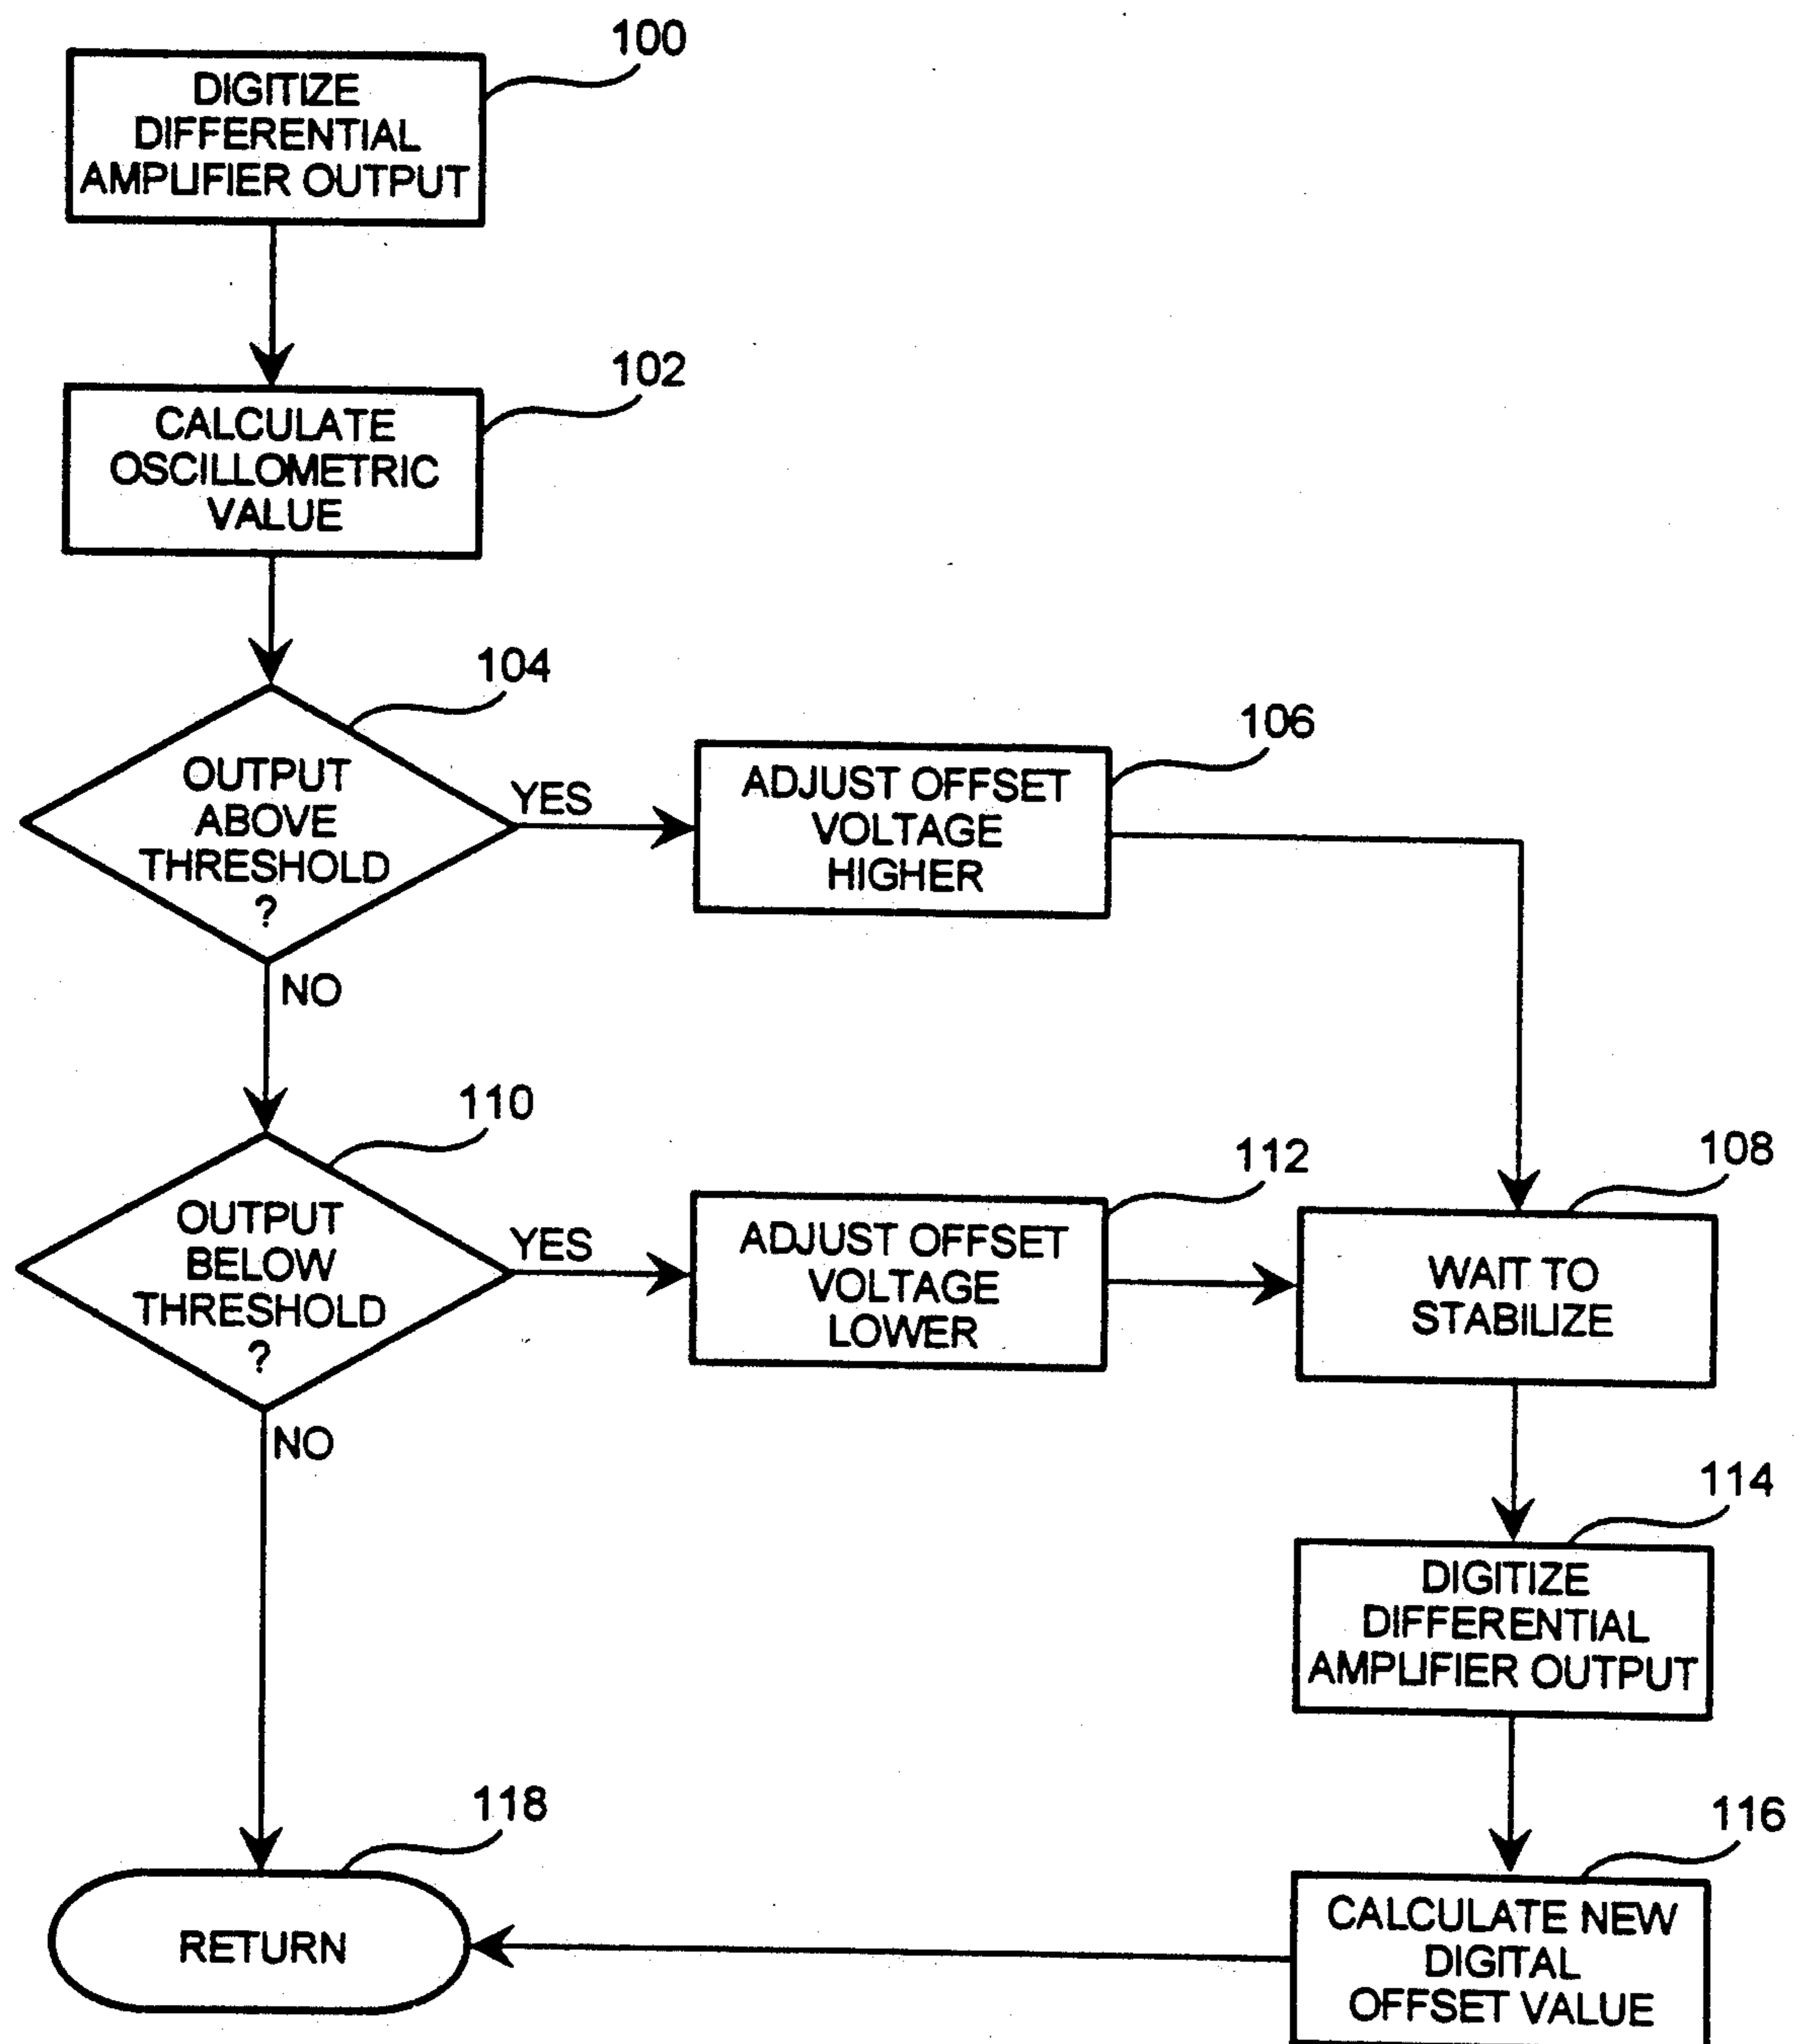 100
DIGITIZE
DIFFERENTIAL
AMPLIFIER OUTPUT
102
CALCULATE
OSCILLOMETRIC
VALUE
104
OUTPUT
ABOVE
THRESHOLD
?
YES
NO
106
ADJUST OFFSET
VOLTAGE
HIGHER
110
OUTPUT
BELOW
THRESHOLD
?
YES
NO
112
ADJUST OFFSET
VOLTAGE
LOWER
108
WAIT TO
STABILIZE
114
DIGITIZE
DIFFERENTIAL
AMPLIFIER OUTPUT
116
CALCULATE NEW
DIGITAL
OFFSET VALUE
118
RETURN